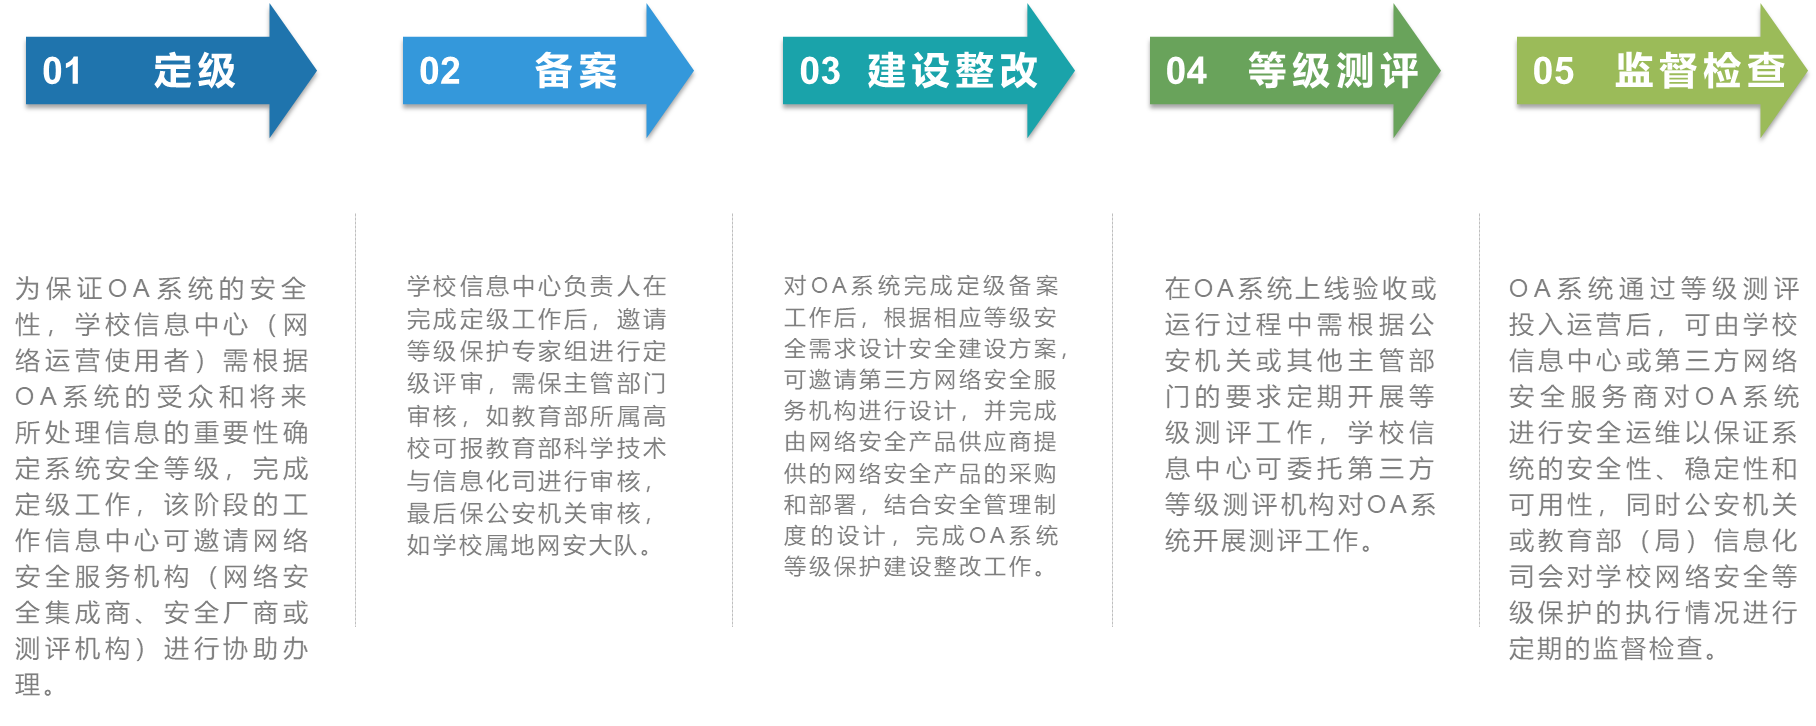 01 定级
02 备案
03 建设整改
04 等级测评
05 监督检查
为保证OA系统的安全
性，学校信息中心（网
络运营使用者）需根据
OA系统的受众和将来
所处理信息的重要性确
定系统安全等级，完成
定级工作，该阶段的工
作信息中心可邀请网络
安全服务机构（网络安
全集成商、安全厂商或
测评机构）进行协助办
理。
学校信息中心负责人在
完成定级工作后，邀请
等级保护专家组进行定
级评审，需保主管部门
审核，如教育部所属高
校可报教育部科学技术
与信息化司进行审核，
最后保公安机关审核，
如学校属地网安大队。
对OA系统完成定级备案
工作后，根据相应等级安
全需求设计安全建设方案，
可邀请第三方网络安全服
务机构进行设计，并完成
由网络安全产品供应商提
供的网络安全产品的采购
和部署，结合安全管理制
度的设计，完成OA系统
等级保护建设整改工作。
在OA系统上线验收或
运行过程中需根据公
安机关或其他主管部
门的要求定期开展等
级测评工作，学校信
息中心可委托第三方
等级测评机构对OA系
统开展测评工作。
OA系统通过等级测评
投入运营后，可由学校
信息中心或第三方网络
安全服务商对OA系统
进行安全运维以保证系
统的安全性、稳定性和
可用性，同时公安机关
或教育部（局）信息化
司会对学校网络安全等
级保护的执行情况进行
定期的监督检查。